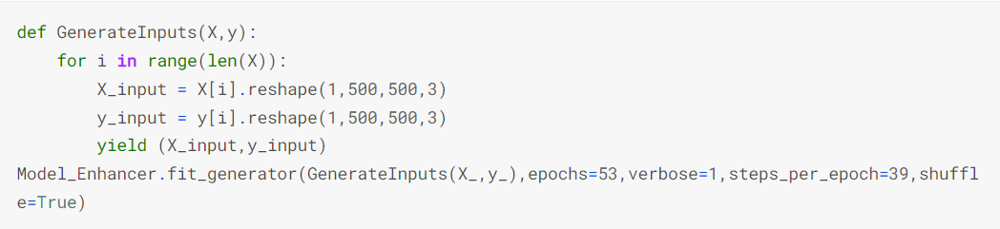 def GenerateInputs(X,y):
    for i in range(len(X)):
        X_input = X[i].reshape(1,500,500,3)
        y_input = y[i].reshape(1,500,500,3)
        yield (X_input,y_input)
Model_Enhancer.fit_generator(GenerateInputs(X_,y_),epochs=53,verbose=1,steps_per_epoch=39,shuffl
e=True)